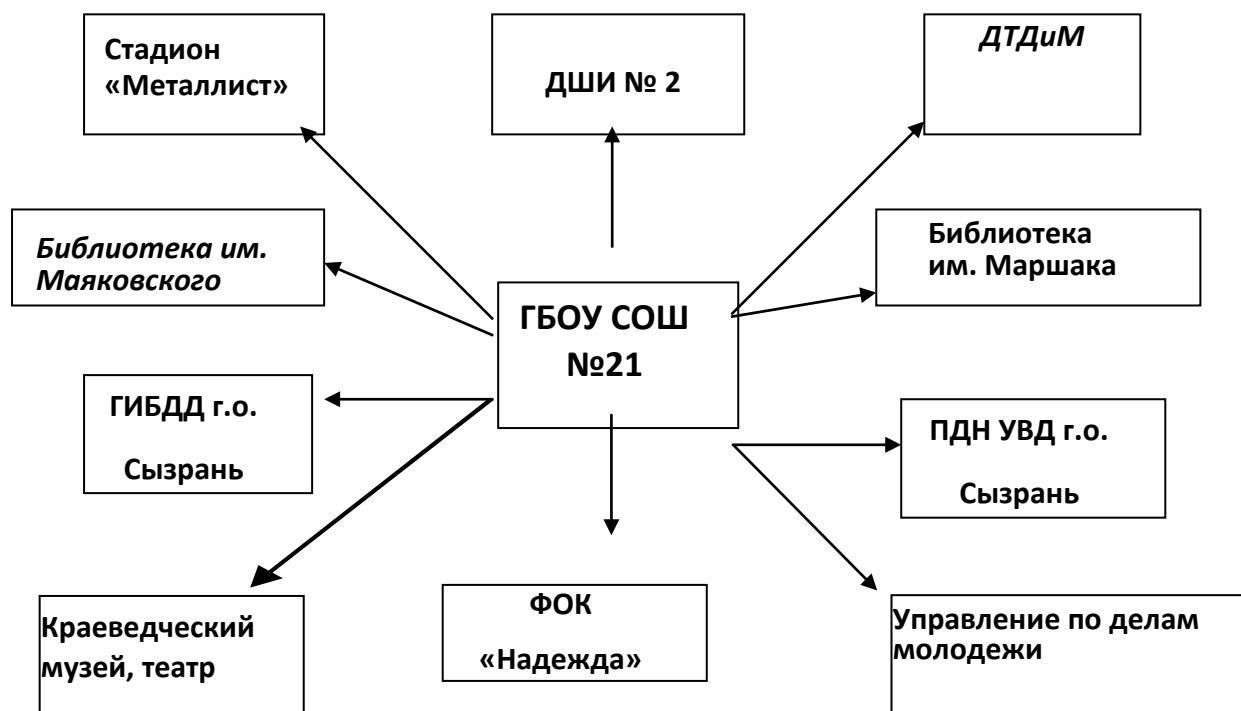 Стадион
«Металлист»
ДШИ № 2
ДТДиМ
Библиотека им.
Маяковского
Библиотека
им. Маршака
ГБОУ СОШ
№21
ГИБДД г.о.
Сызрань
ПДН УВД г.о.
Сызрань
Краеведческий
музей, театр
ФОК
«Надежда»
Управление по делам
молодежи